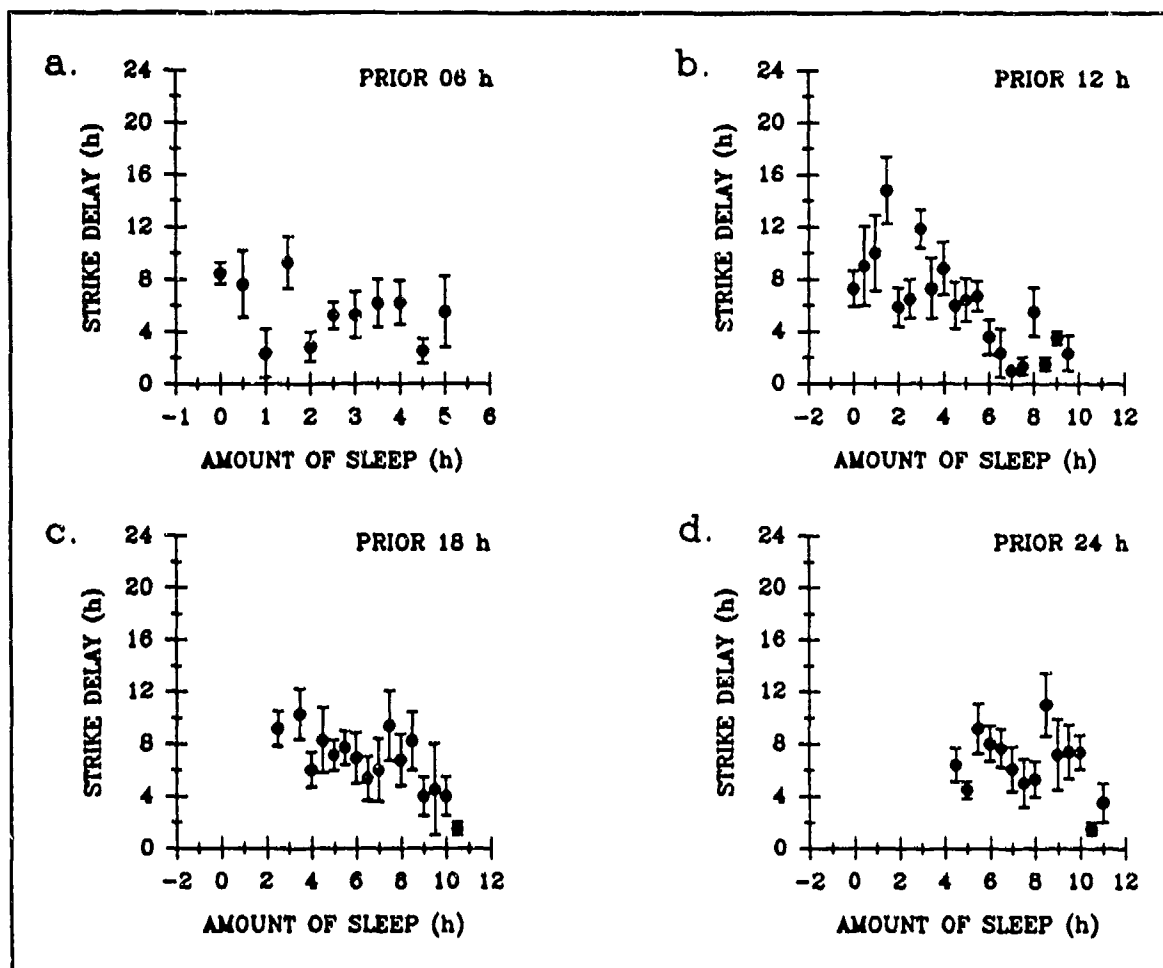 a.
PRIOR 06 h
STRIKE DELAY (h)
24
20
16
12
8
4
0
-1 0 1 2 3 4 5 6
AMOUNT OF SLEEP (h)
b.
PRIOR 12 h
STRIKE DELAY (h)
24
20
16
12
8
4
0
-2 0 2 4 6 8 10 12
AMOUNT OF SLEEP (h)
c.
PRIOR 18 h
STRIKE DELAY (h)
24
20
16
12
8
4
0
-2 0 2 4 6 8 10 12
AMOUNT OF SLEEP (h)
d.
PRIOR 24 h
STRIKE DELAY (h)
24
20
16
12
8
4
0
-2 0 2 4 6 8 10 12
AMOUNT OF SLEEP (h)